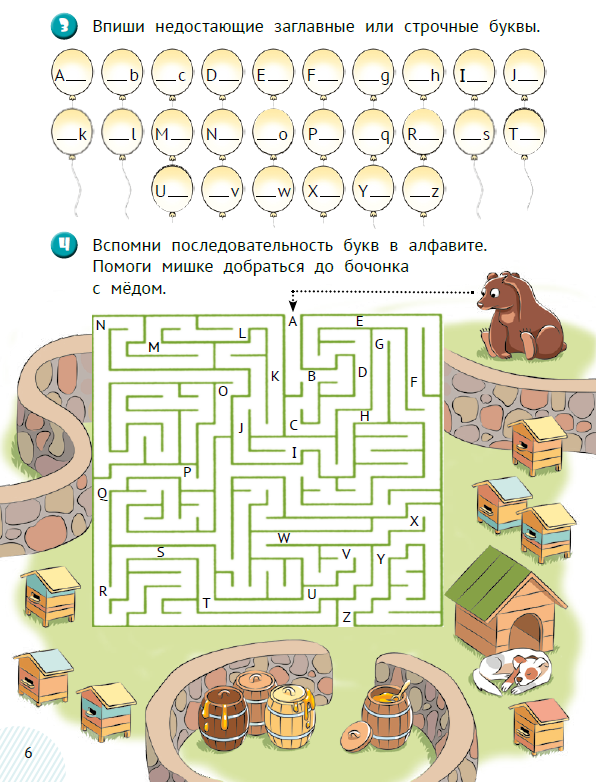 3 Впиши недостающие заглавные или строчные буквы.
A__ __b __c D__ E__ F__ __g __h I__ J__
__k __l M__ N__ __o P__ __q R__ __s T__
U__ __v __w X__ Y__ __z
4 Вспомни последовательность букв в алфавите.
Помоги мишке добраться до бочонка
с мёдом.
N A E
L
M G
K B D F
O
H
J C
I
P
Q
X
W
S V Y
R T U
Z
6